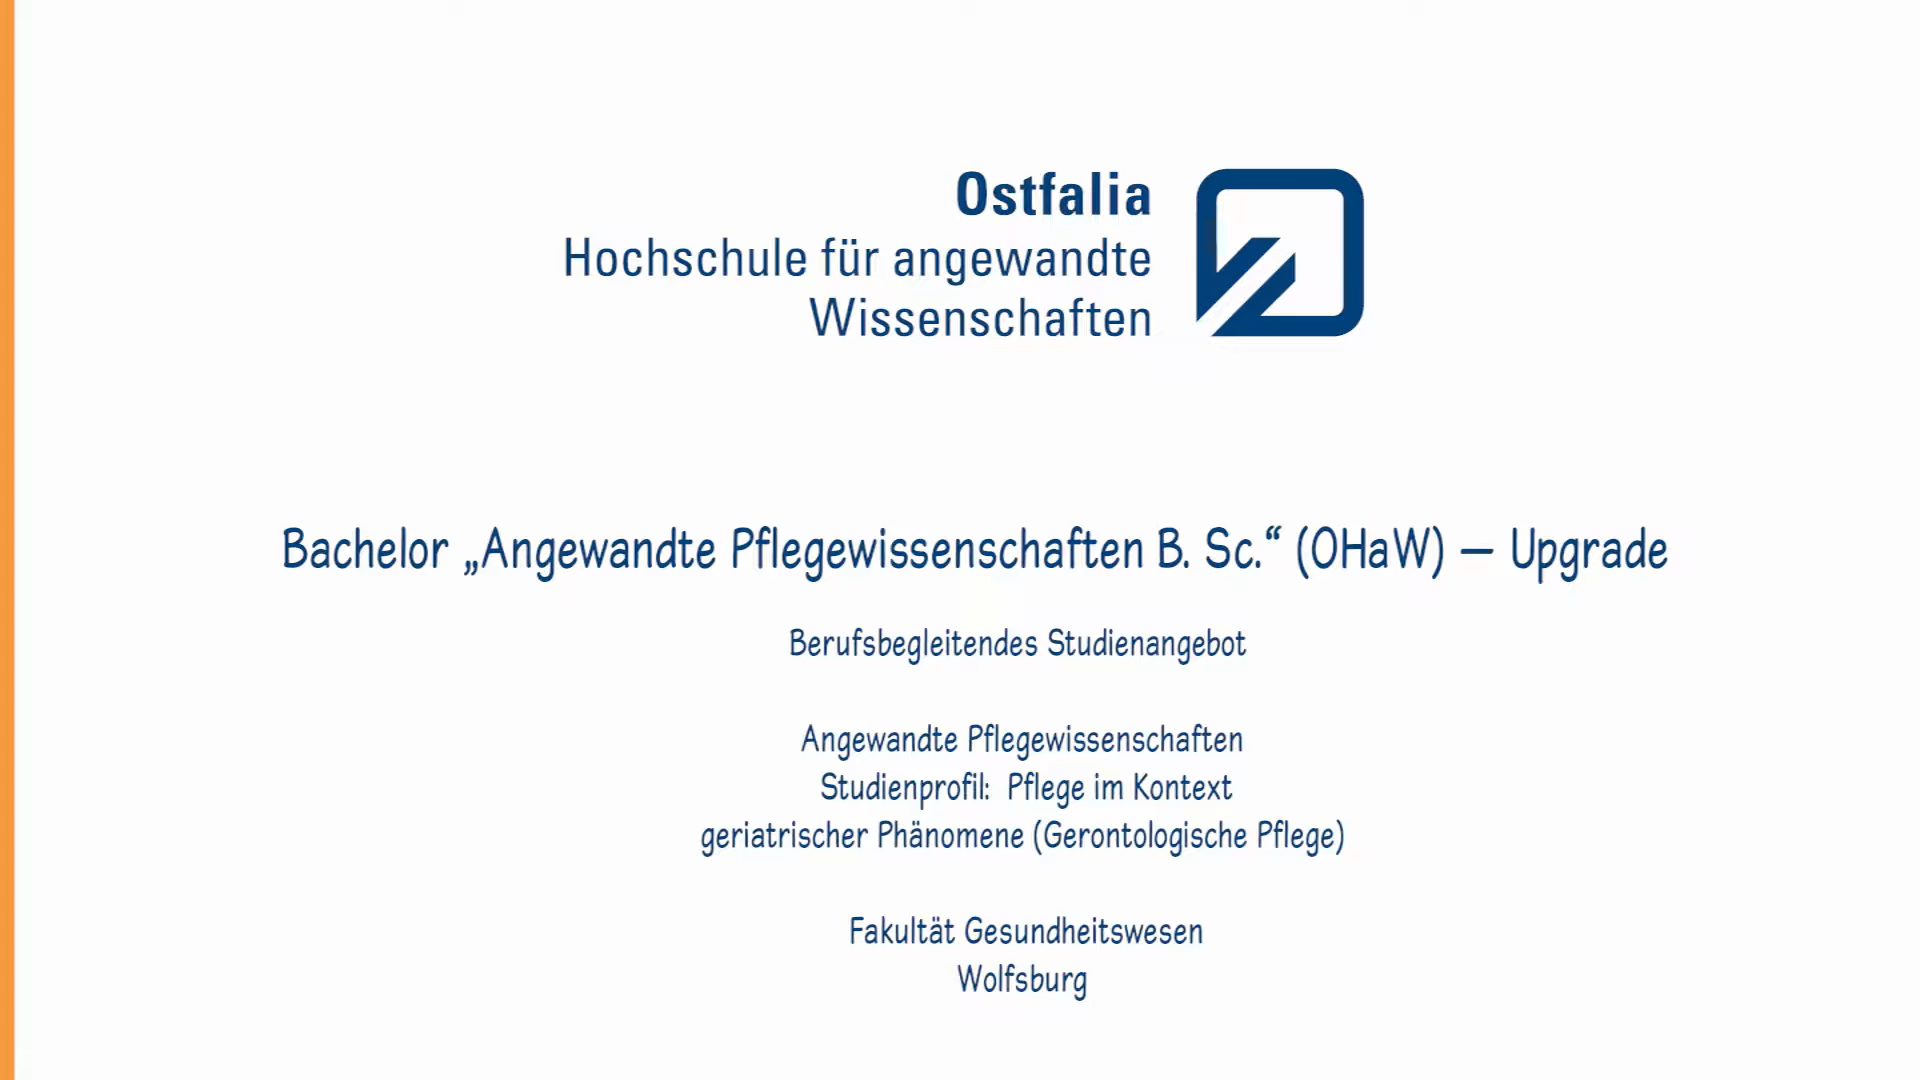 Ostfalia
Hochschule für angewandte
Wissenschaften
Bachelor „Angewandte Pflegewissenschaften B. Sc.“ (OHaW) – Upgrade
Berufsbegleitendes Studienangebot
Angewandte Pflegewissenschaften
Studienprofil: Pflege im Kontext
geriatrischer Phänomene (Gerontologische Pflege)
Fakultät Gesundheitswesen
Wolfsburg